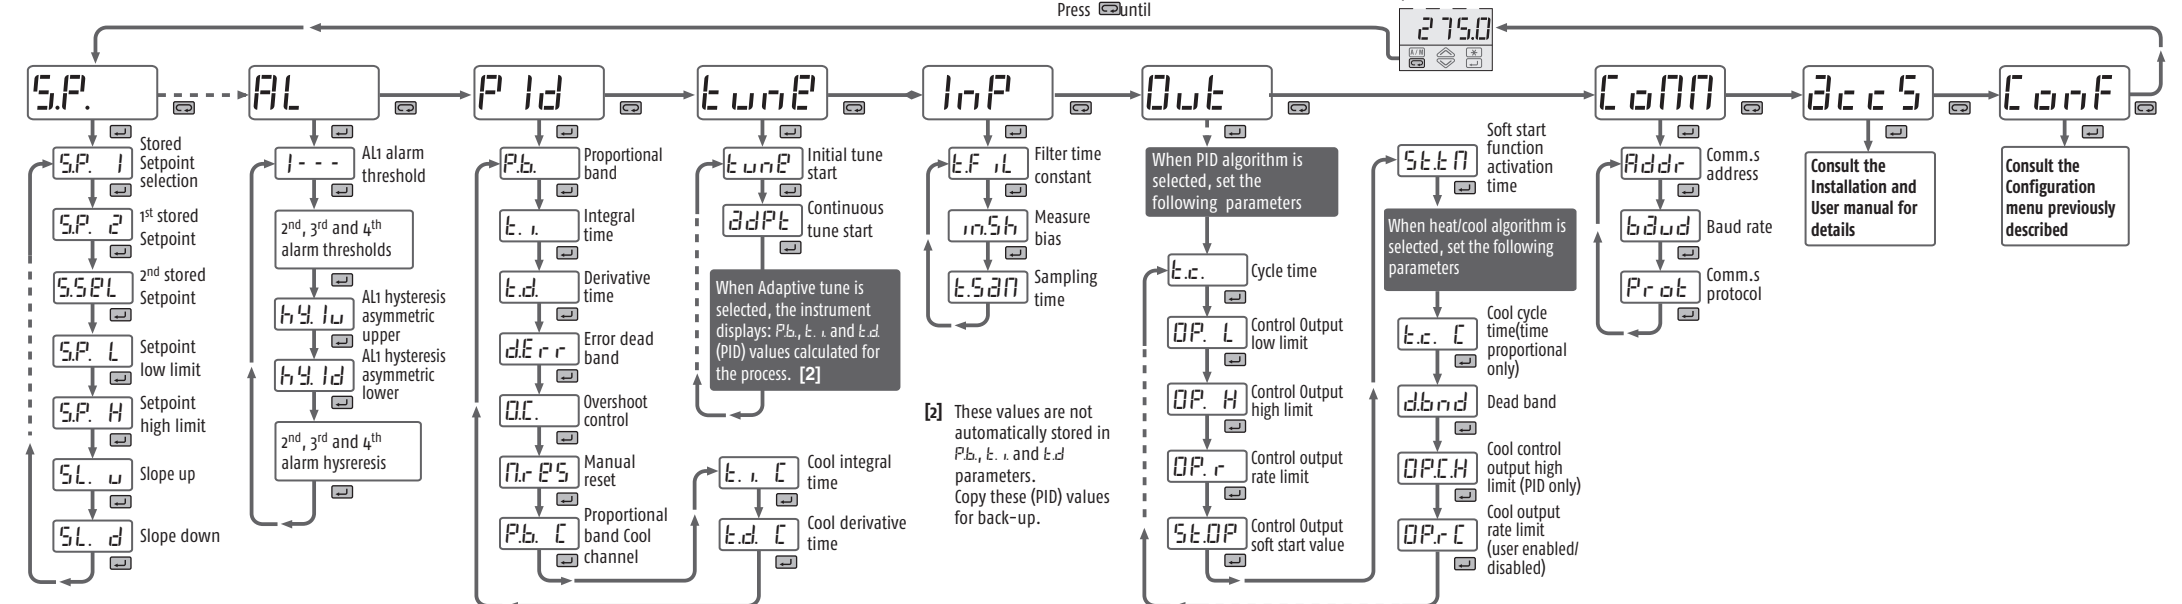 Press until
275.0
A/M
S.P.
AL
P Id
tunE
InP
Out
CoMM
accS
ConF
S.P. 1
Stored
Setpoint
selection
S.P. 2
1st stored
Setpoint
S.SEL
2nd stored
Setpoint
S.P. L
Setpoint
low limit
S.P. H
Setpoint
high limit
SL. u
Slope up
SL. d
Slope down
1---
AL1 alarm
threshold
2nd, 3rd and 4th
alarm thresholds
hY.1u
AL1 hysteresis
asymmetric
upper
hY.1d
AL1 hysteresis
asymmetric
lower
2nd, 3rd and 4th
alarm hysreresis
P.b.
Proportional
band
t. i.
Integral
time
t.d.
Derivative
time
d.Err
Error dead
band
O.C.
Overshoot
control
M.rES
Manual
reset
P.b. C
Proportional
band Cool
channel
t. i. C
Cool integral
time
t.d. C
Cool derivative
time
tunE
Initial tune
start
adPt
Continuous
tune start
When Adaptive tune is
selected, the instrument
displays: P.b., t. i. and t.d.
(PID) values calculated for
the process. [2]
t.F iL
Filter time
constant
in.Sh
Measure
bias
t.SaM
Sampling
time
[2] These values are not
automatically stored in
P.b., t. i. and t.d
parameters.
Copy these (PID) values
for back-up.
When PID algorithm is
selected, set the
following parameters
t.c.
Cycle time
OP. L
Control Output
low limit
OP. H
Control Output
high limit
OP. r
Control output
rate limit
St.OP
Control Output
soft start value
St.tM
Soft start
function
activation
time
When heat/cool algorithm is
selected, set the following
parameters
t.c. C
Cool cycle
time(time
proportional
only)
d.bnd
Dead band
OP.C.H
Cool control
output high
limit (PID only)
OP.r C
Cool output
rate limit
(user enabled/
disabled)
Addr
Comm.s
address
baud
Baud rate
Prot
Comm.s
protocol
Consult the
Installation and
User manual for
details
Consult the
Configuration
menu previously
described